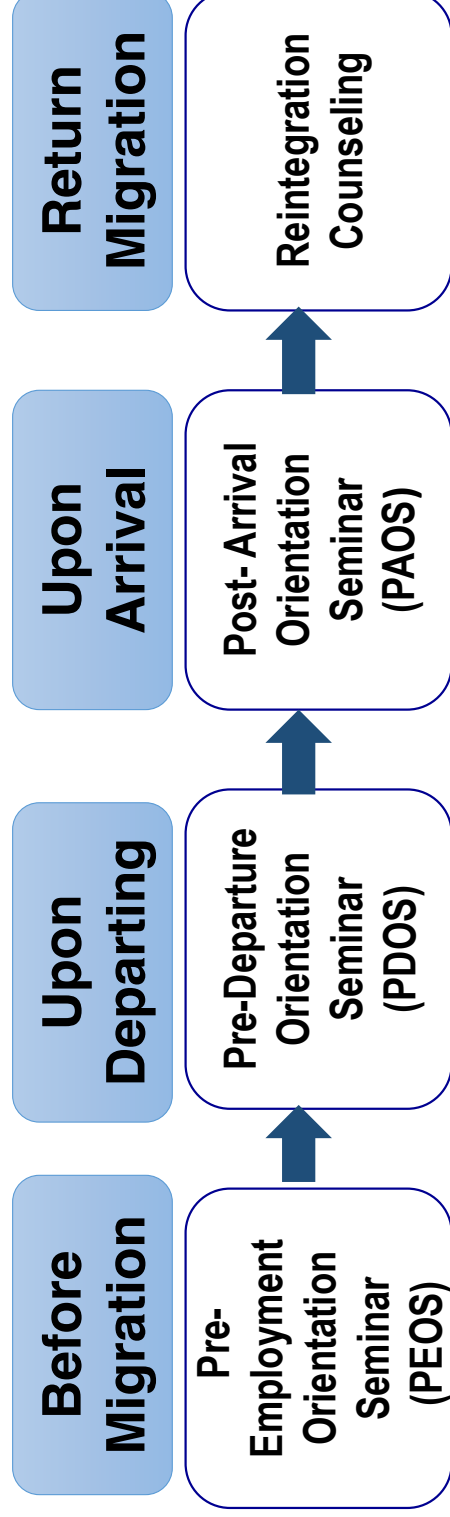 Before
Migration
Upon
Departing
Upon
Arrival
Return
Migration
Pre-
Employment
Orientation
Seminar
(PEOS)
Pre-Departure
Orientation
Seminar
(PDOS)
Post- Arrival
Orientation
Seminar
(PAOS)
Reintegration
Counseling